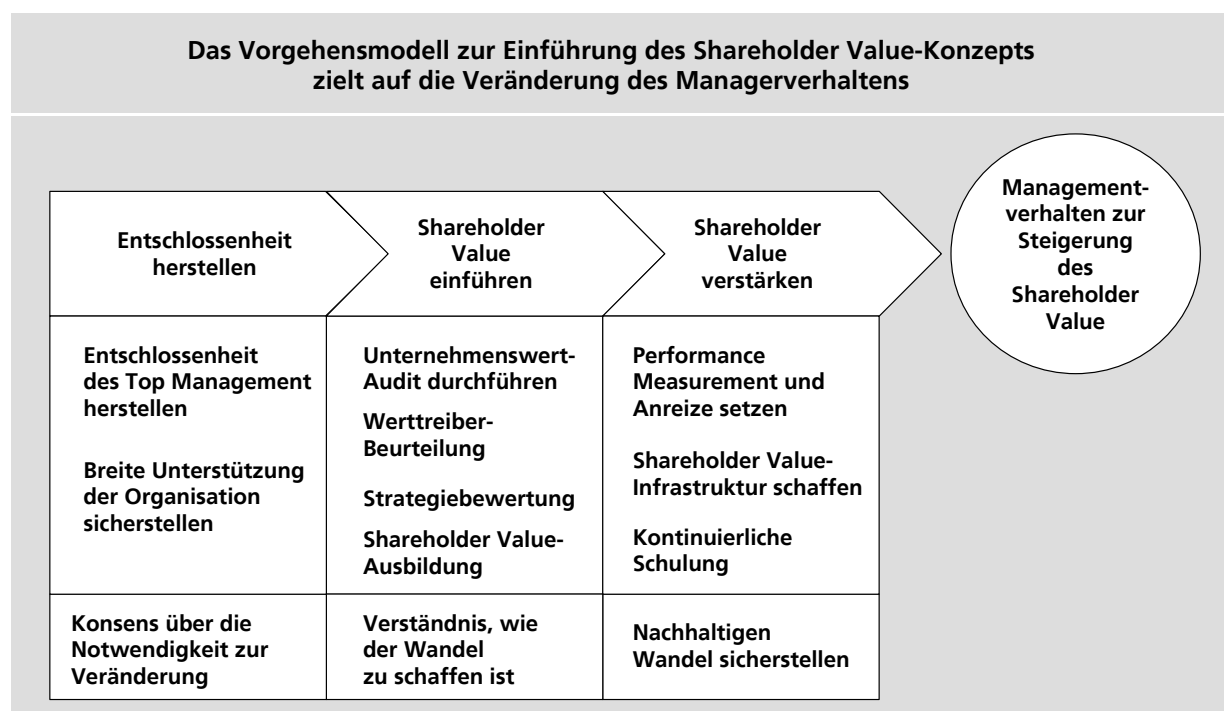 Das Vorgehensmodell zur Einführung des Shareholder Value-Konzepts
zielt auf die Veränderung des Managerverhaltens
Entschlossenheit
herstellen
Shareholder
Value
einführen
Shareholder
Value
verstärken
Management-
verhalten zur
Steigerung
des
Shareholder
Value
Entschlossenheit
des Top Management
herstellen
Breite Unterstützung
der Organisation
sicherstellen
Unternehmenswert-
Audit durchführen
Werttreiber-
Beurteilung
Strategiebewertung
Shareholder Value-
Ausbildung
Performance
Measurement und
Anreize setzen
Shareholder Value-
Infrastruktur schaffen
Kontinuierliche
Schulung
Konsens über die
Notwendigkeit zur
Veränderung
Verständnis, wie
der Wandel
zu schaffen ist
Nachhaltigen
Wandel sicherstellen